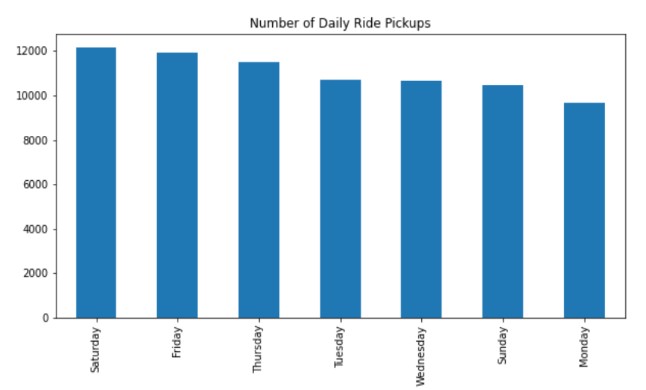 Number of Daily Ride Pickups
12000
10000
8000
6000
4000
2000
0
Saturday
Friday
Thursday
Tuesday
Wednesday
Sunday
Monday